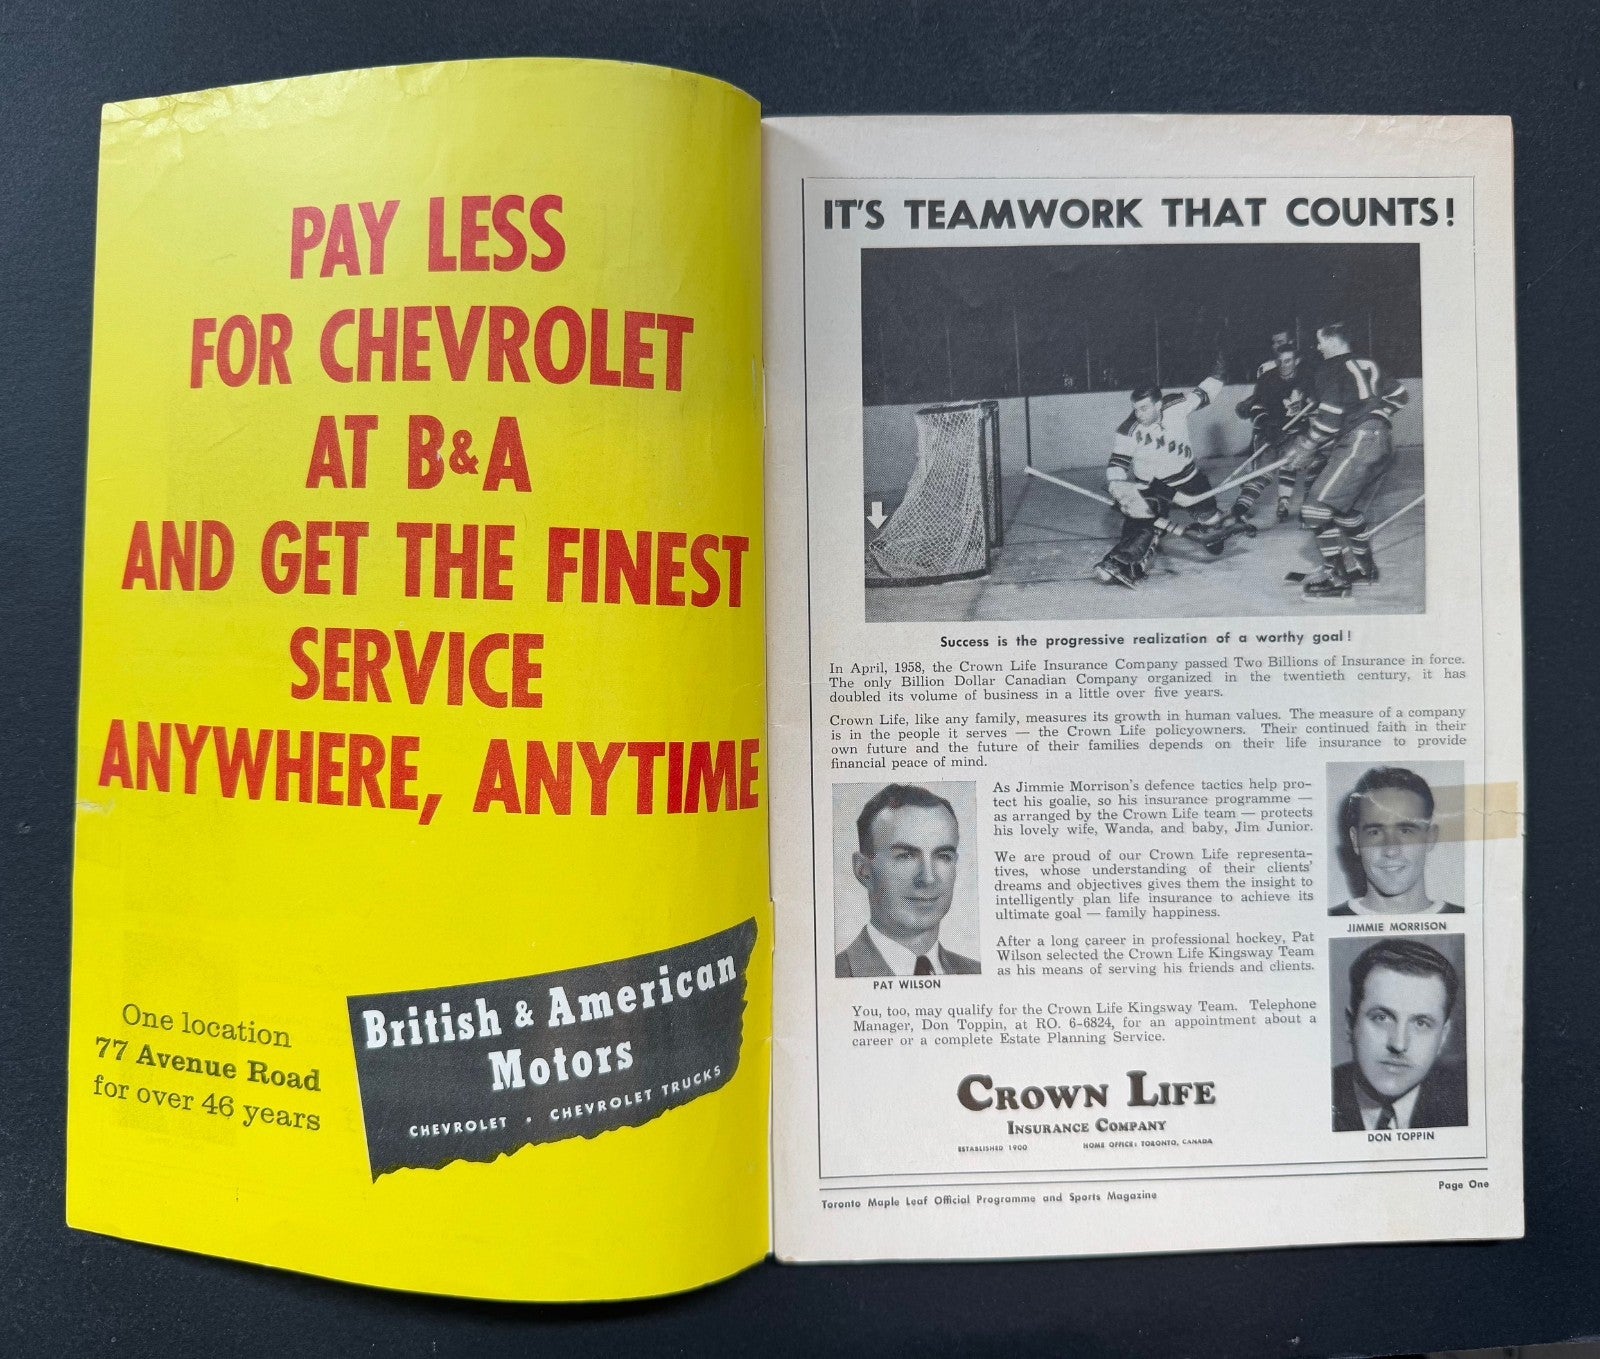 PAY LESS
FOR CHEVROLET
AT B&A
AND GET THE FINEST
SERVICE
ANYWHERE, ANYTIME
One location
77 Avenue Road
for over 46 years
British & American
Motors
CHEVROLET • CHEVROLET TRUCKS
IT'S TEAMWORK THAT COUNTS!
RANGE
17
Success is the progressive realization of a worthy goal!
In April, 1958, the Crown Life Insurance Company passed Two Billions of Insurance in force.
The only Billion Dollar Canadian Company organized in the twentieth century, it has
doubled its volume of business in a little over five years.
Crown Life, like any family, measures its growth in human values. The measure of a company
is in the people it serves — the Crown Life policyowners. Their continued faith in their
own future and the future of their families depends on their life insurance to provide
financial peace of mind.
As Jimmie Morrison's defence tactics help pro-
tect his goalie, so his insurance programme —
as arranged by the Crown Life team — protects
his lovely wife, Wanda, and baby, Jim Junior.
We are proud of our Crown Life representa-
tives, whose understanding of their clients'
dreams and objectives gives them the insight to
intelligently plan life insurance to achieve its
ultimate goal — family happiness.
After a long career in professional hockey, Pat
Wilson selected the Crown Life Kingsway Team
as his means of serving his friends and clients.
PAT WILSON
JIMMIE MORRISON
You, too, may qualify for the Crown Life Kingsway Team. Telephone
Manager, Don Toppin, at RO. 6-6824, for an appointment about a
career or a complete Estate Planning Service.
DON TOPPIN
CROWN LIFE
INSURANCE COMPANY
ESTABLISHED 1900 HOME OFFICE: TORONTO, CANADA
Toronto Maple Leaf Official Programme and Sports Magazine
Page One